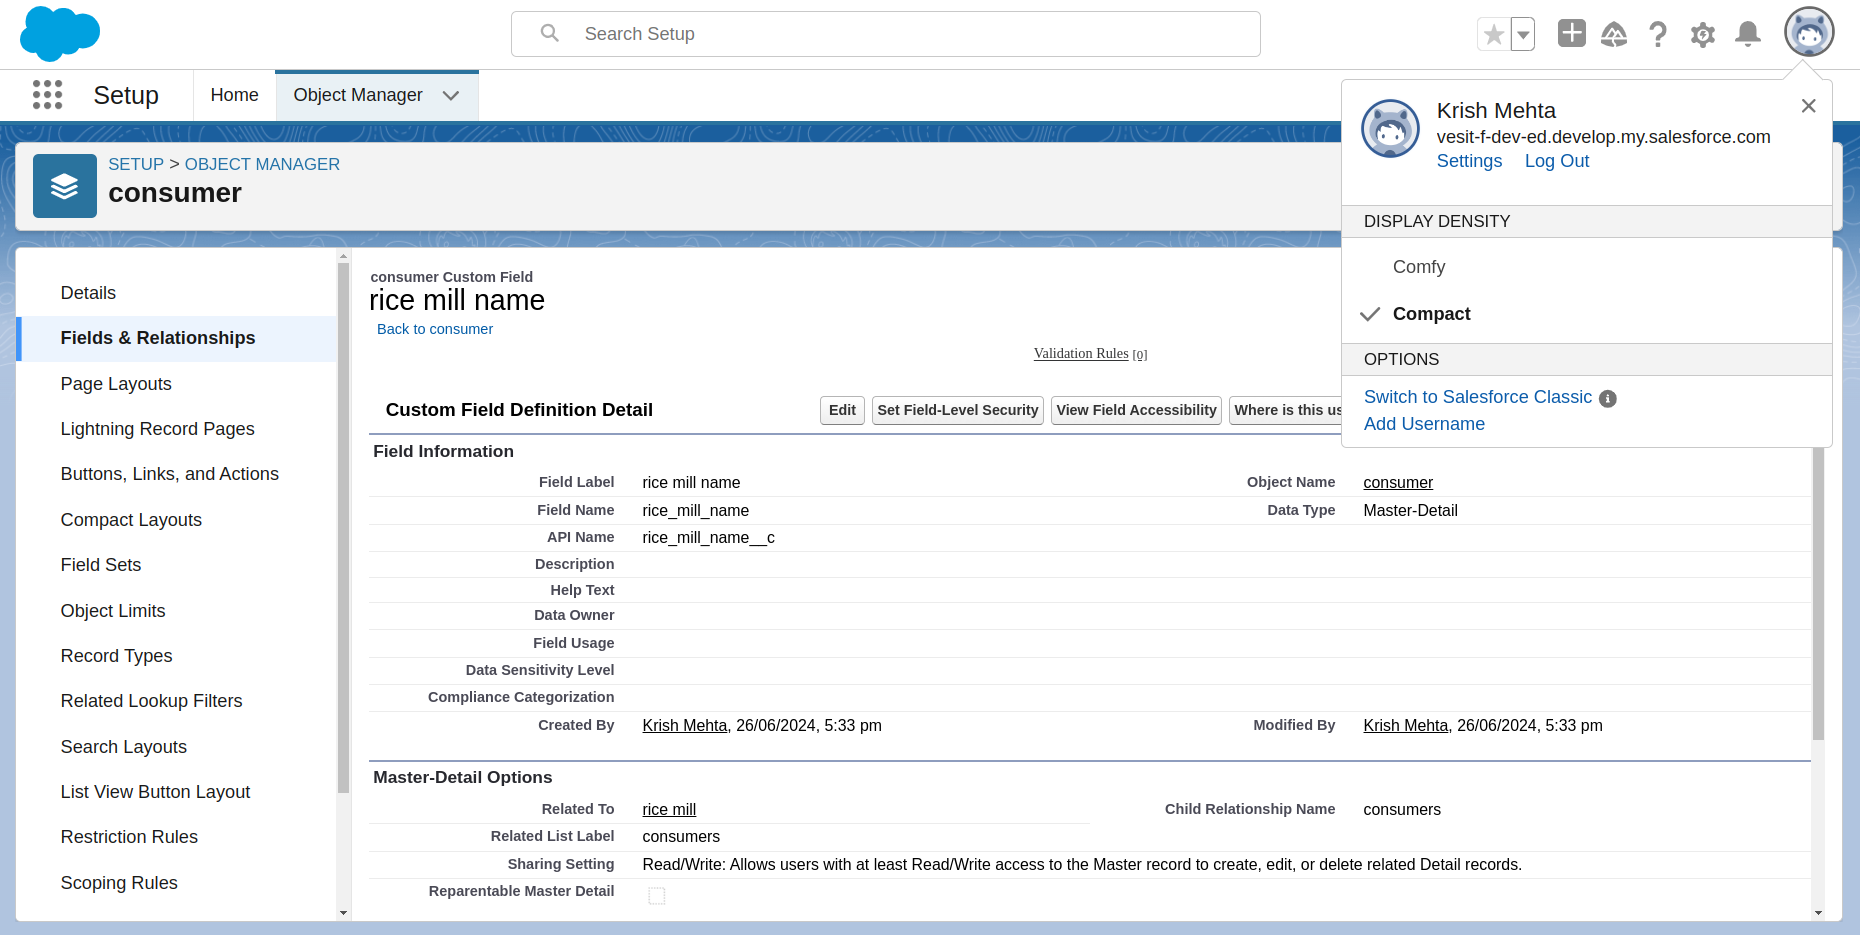 Search Setup
Setup
Home
Object Manager
SETUP > OBJECT MANAGER
consumer
Krish Mehta
vesit-f-dev-ed.develop.my.salesforce.com
Settings Log Out
DISPLAY DENSITY
Comfy
Compact
OPTIONS
Switch to Salesforce Classic
Add Username
Details
Fields & Relationships
Page Layouts
Lightning Record Pages
Buttons, Links, and Actions
Compact Layouts
Field Sets
Object Limits
Record Types
Related Lookup Filters
Search Layouts
List View Button Layout
Restriction Rules
Scoping Rules
consumer Custom Field
rice mill name
Back to consumer
Validation Rules [0]
Custom Field Definition Detail
Edit
Set Field-Level Security
View Field Accessibility
Where is this us
Field Information
Field Label rice mill name Object Name consumer
Field Name rice_mill_name Data Type Master-Detail
API Name rice_mill_name__c
Description
Help Text
Data Owner
Field Usage
Data Sensitivity Level
Compliance Categorization
Created By Krish Mehta, 26/06/2024, 5:33 pm Modified By Krish Mehta, 26/06/2024, 5:33 pm
Master-Detail Options
Related To rice mill Child Relationship Name consumers
Related List Label consumers
Sharing Setting Read/Write: Allows users with at least Read/Write access to the Master record to create, edit, or delete related Detail records.
Reparentable Master Detail